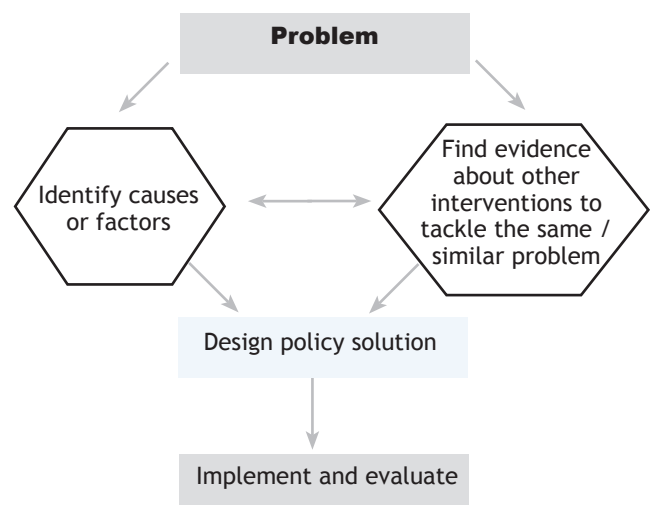 Problem
Identify causes
or factors
Find evidence
about other
interventions to
tackle the same /
similar problem
Design policy solution
Implement and evaluate